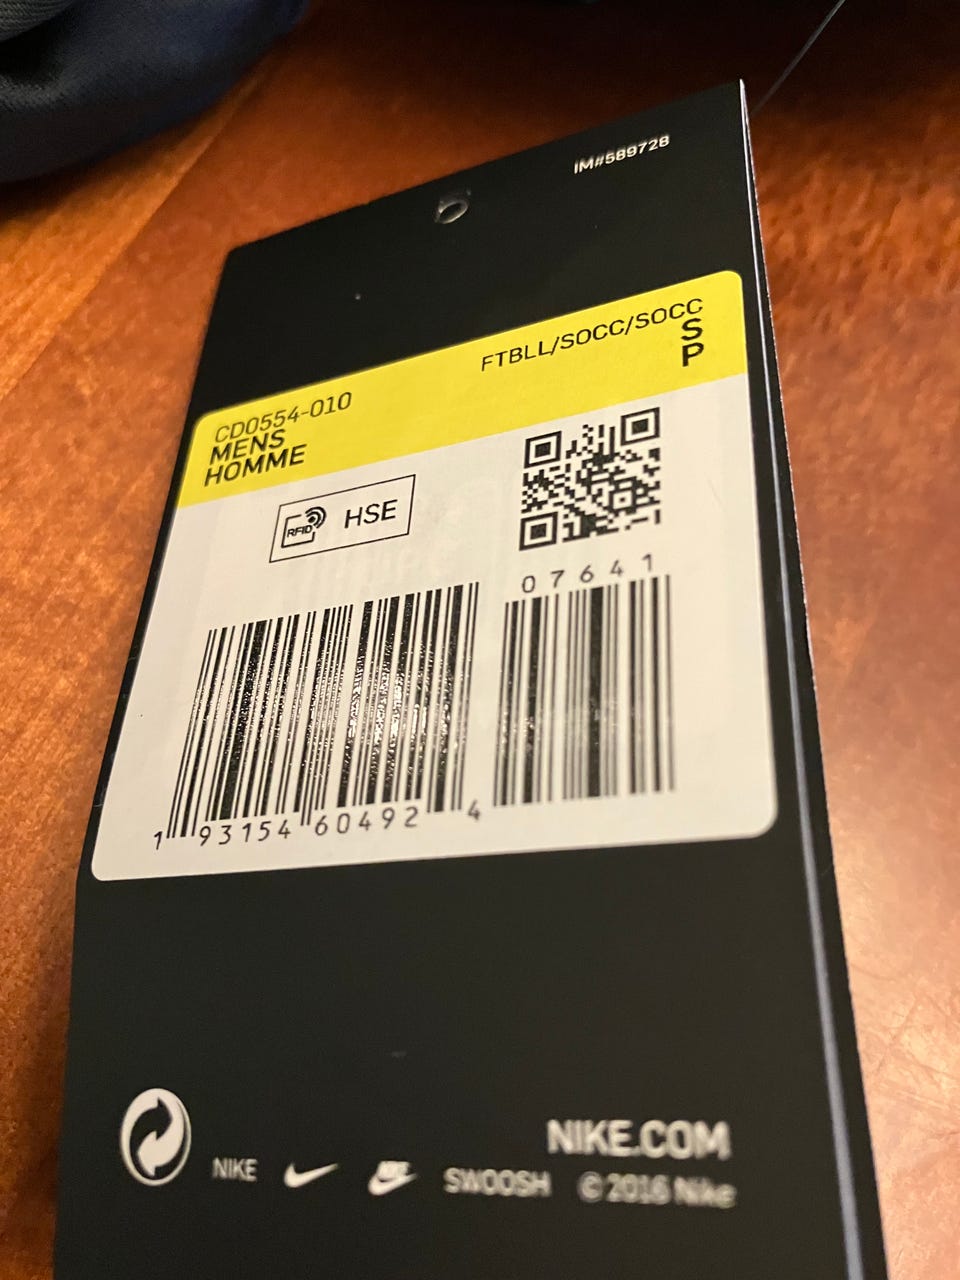 IM#589728
FTBLL/SOCC/SOCC
S
P
CD0554-010
MENS
HOMME
RFID HSE
07641
1 93154 60492 4
NIKE.COM
NIKE NIKE SWOOSH © 2016 Nike